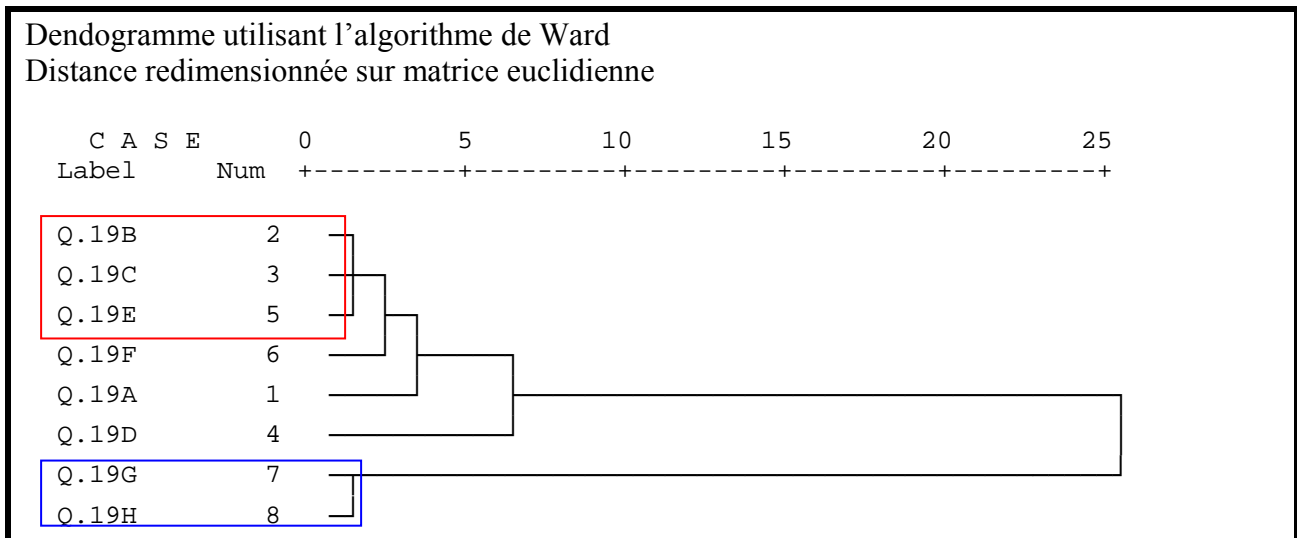 Dendogramme utilisant l’algorithme de Ward
Distance redimensionnée sur matrice euclidienne
C A S E 0 5 10 15 20 25
Label Num +---------+---------+---------+---------+---------+
Q.19B 2
Q.19C 3
Q.19E 5
Q.19F 6
Q.19A 1
Q.19D 4
Q.19G 7
Q.19H 8